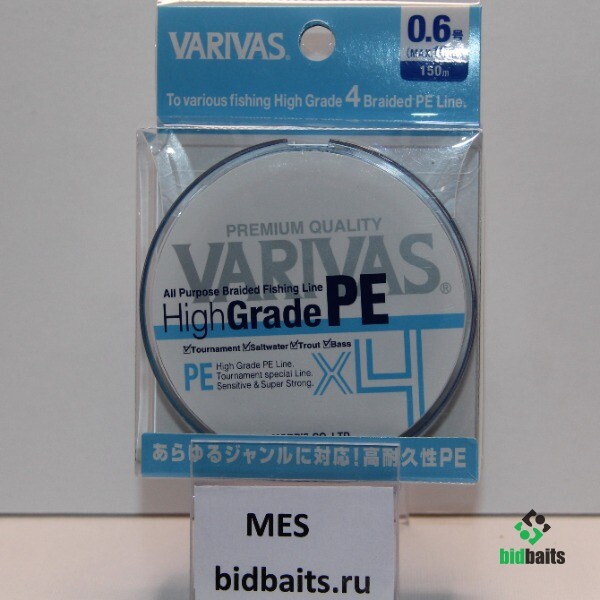 VARIVAS®
0.6号
150m
To various fishing High Grade 4 Braided PE Line.
PREMIUM QUALITY
VARIVAS®
All Purpose Braided Fishing Line
HighGrade PE
Tournament Saltwater Trout Bass
PE High Grade PE Line.
Tournament special Line.
Sensitive & Super Strong.
X4
CO.,LTD.
あらゆるジャンルに対応!高耐久性PE
MES
bidbaits.ru
bidbaits